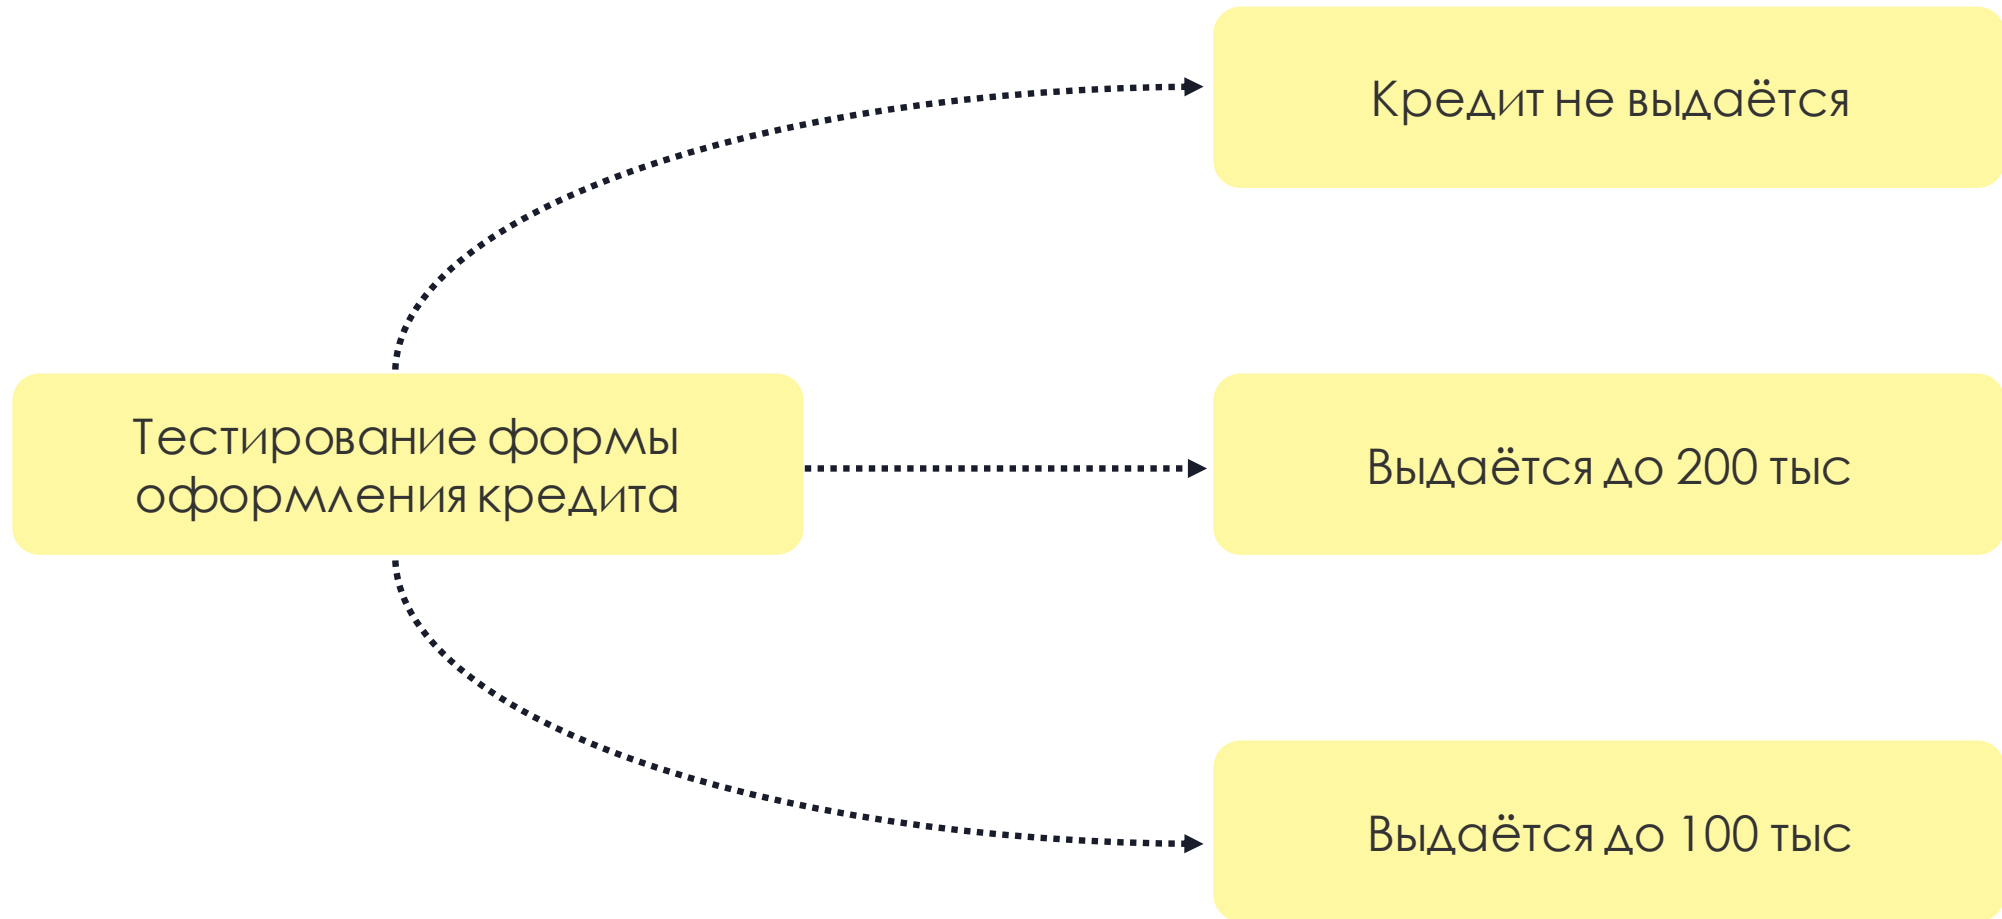 Кредит не выдаётся
Тестирование формы
оформления кредита
Выдаётся до 200 тыс
Выдаётся до 100 тыс